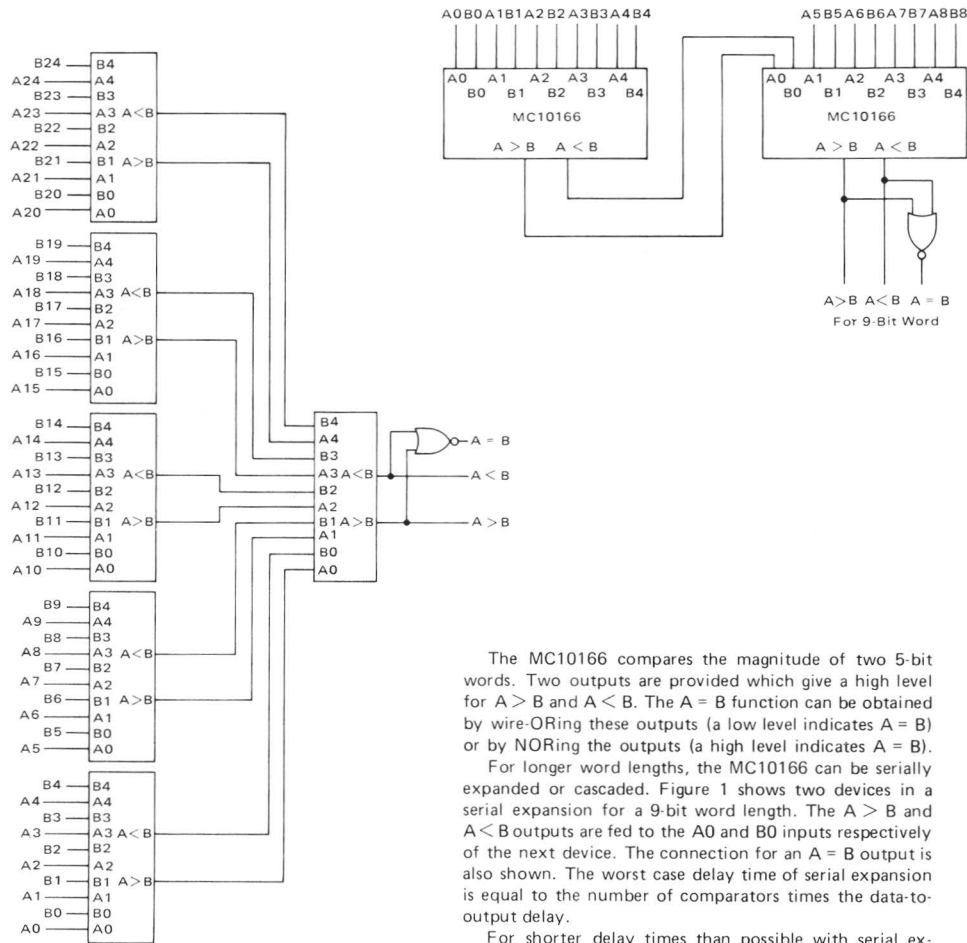 B24 B4
A24 A4
B23 B3
A23 A3 A<B
B22 B2
A22 A2
B21 B1 A>B
A21 A1
B20 B0
A20 A0
B19 B4
A19 A4
B18 B3
A18 A3 A<B
B17 B2
A17 A2
B16 B1 A>B
A16 A1
B15 B0
A15 A0
B14 B4
A14 A4
B13 B3
A13 A3 A<B
B12 B2
A12 A2
B11 B1 A>B
A11 A1
B10 B0
A10 A0
B9 B4
A9 A4
B8 B3
A8 A3 A<B
B7 B2
A7 A2
B6 B1 A>B
A6 A1
B5 B0
A5 A0
B4 B4
A4 A4
B3 B3
A3 A3 A<B
B2 B2
A2 A2
B1 B1 A>B
A1 A1
B0 B0
A0 A0
B4
A4
B3
A3 A<B
B2
A2
B1 A>B
A1
B0
A0
A = B
A < B
A > B
A0 B0 A1 B1 A2 B2 A3 B3 A4 B4
A0 A1 A2 A3 A4
B0 B1 B2 B3 B4
MC10166
A > B A < B
A5 B5 A6 B6 A7 B7 A8 B8
A0 A1 A2 A3 A4
B0 B1 B2 B3 B4
MC10166
A > B A < B
A>B A<B A = B
For 9-Bit Word
The MC10166 compares the magnitude of two 5-bit
words. Two outputs are provided which give a high level
for A > B and A < B. The A = B function can be obtained
by wire-ORing these outputs (a low level indicates A = B)
or by NORing the outputs (a high level indicates A = B).
For longer word lengths, the MC10166 can be serially
expanded or cascaded. Figure 1 shows two devices in a
serial expansion for a 9-bit word length. The A > B and
A < B outputs are fed to the A0 and B0 inputs respectively
of the next device. The connection for an A = B output is
also shown. The worst case delay time of serial expansion
is equal to the number of comparators times the data-to-
output delay.
For shorter delay times than possible with serial ex-